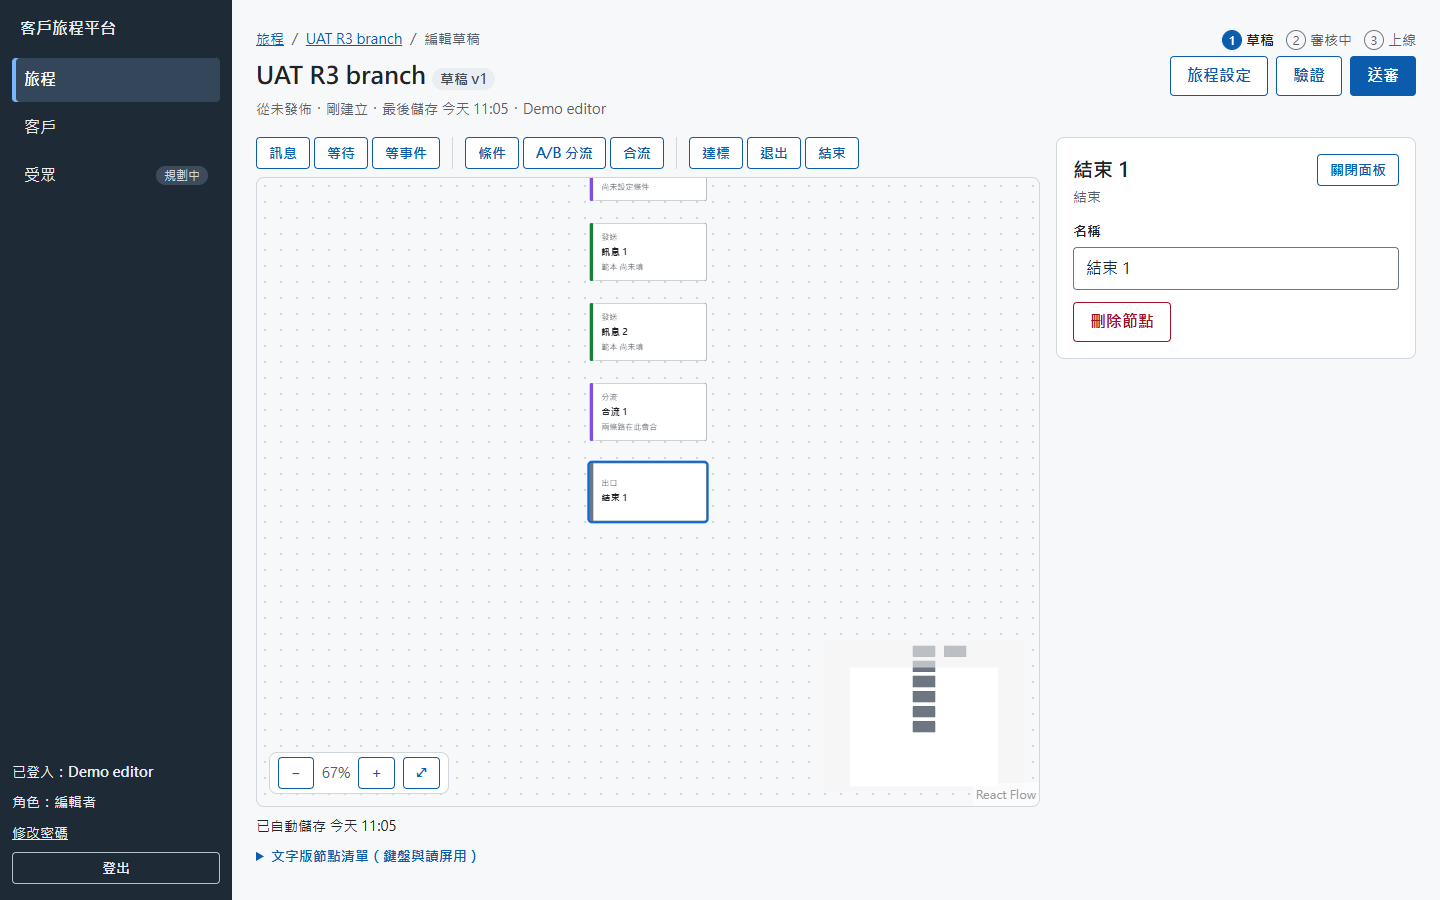 客戶旅程平台
旅程
客戶
受眾 規劃中
已登入：Demo editor
角色：編輯者
修改密碼
登出
旅程 / UAT R3 branch / 編輯草稿
1 草稿 2 審核中 3 上線
UAT R3 branch 草稿 v1
旅程設定 驗證 送審
從未發佈 · 剛建立 · 最後儲存 今天 11:05 · Demo editor
訊息 等待 等事件 條件 A/B 分流 合流 達標 退出 結束
尚未設定條件
發送
訊息 1
範本 尚未填
發送
訊息 2
範本 尚未填
分流
合流 1
兩條路在此會合
出口
結束 1
− 67% +
React Flow
已自動儲存 今天 11:05
文字版節點清單（鍵盤與讀屏用）
結束 1
關閉面板
結束
名稱
結束 1
刪除節點